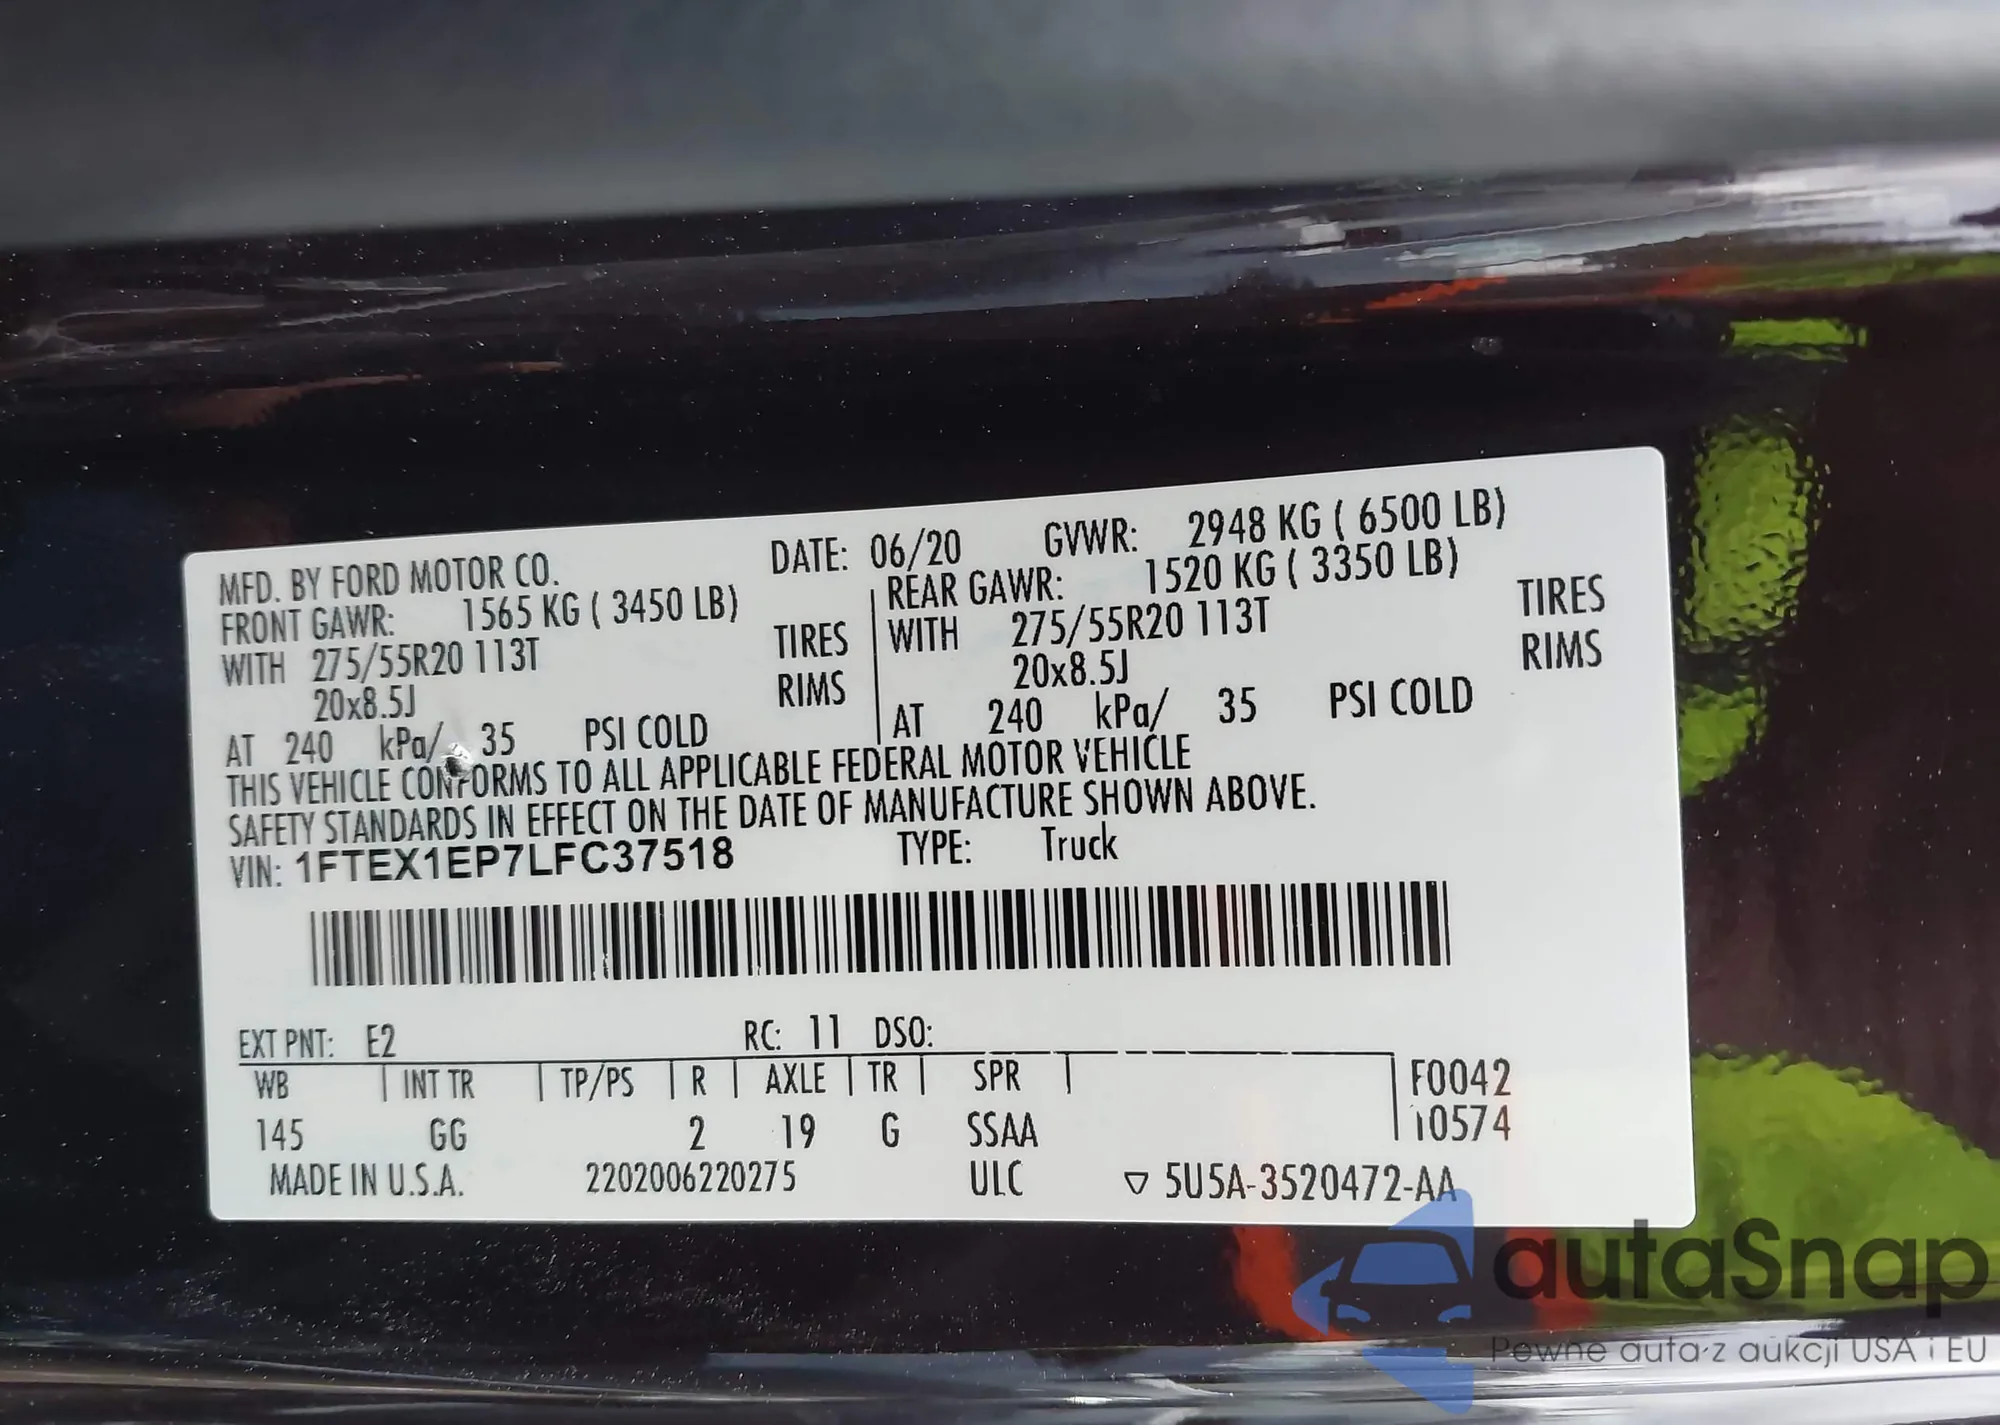 MFD. BY FORD MOTOR CO. DATE: 06/20 GVWR: 2948 KG ( 6500 LB)
FRONT GAWR: 1565 KG ( 3450 LB) REAR GAWR: 1520 KG ( 3350 LB)
WITH 275/55R20 113T TIRES WITH 275/55R20 113T TIRES
20x8.5J RIMS 20x8.5J RIMS
AT 240 kPa/ 35 PSI COLD AT 240 kPa/ 35 PSI COLD
THIS VEHICLE CONFORMS TO ALL APPLICABLE FEDERAL MOTOR VEHICLE
SAFETY STANDARDS IN EFFECT ON THE DATE OF MANUFACTURE SHOWN ABOVE.
VIN: 1FTEX1EP7LFC37518 TYPE: Truck
EXT PNT: E2 RC: 11 DSO:
WB INT TR TP/PS R AXLE TR SPR F0042
145 GG 2 19 G SSAA 10574
MADE IN U.S.A. 2202006220275 ULC ▽ 5U5A-3520472-AA
autaSnap
Pewne auta z aukcji USA i EU